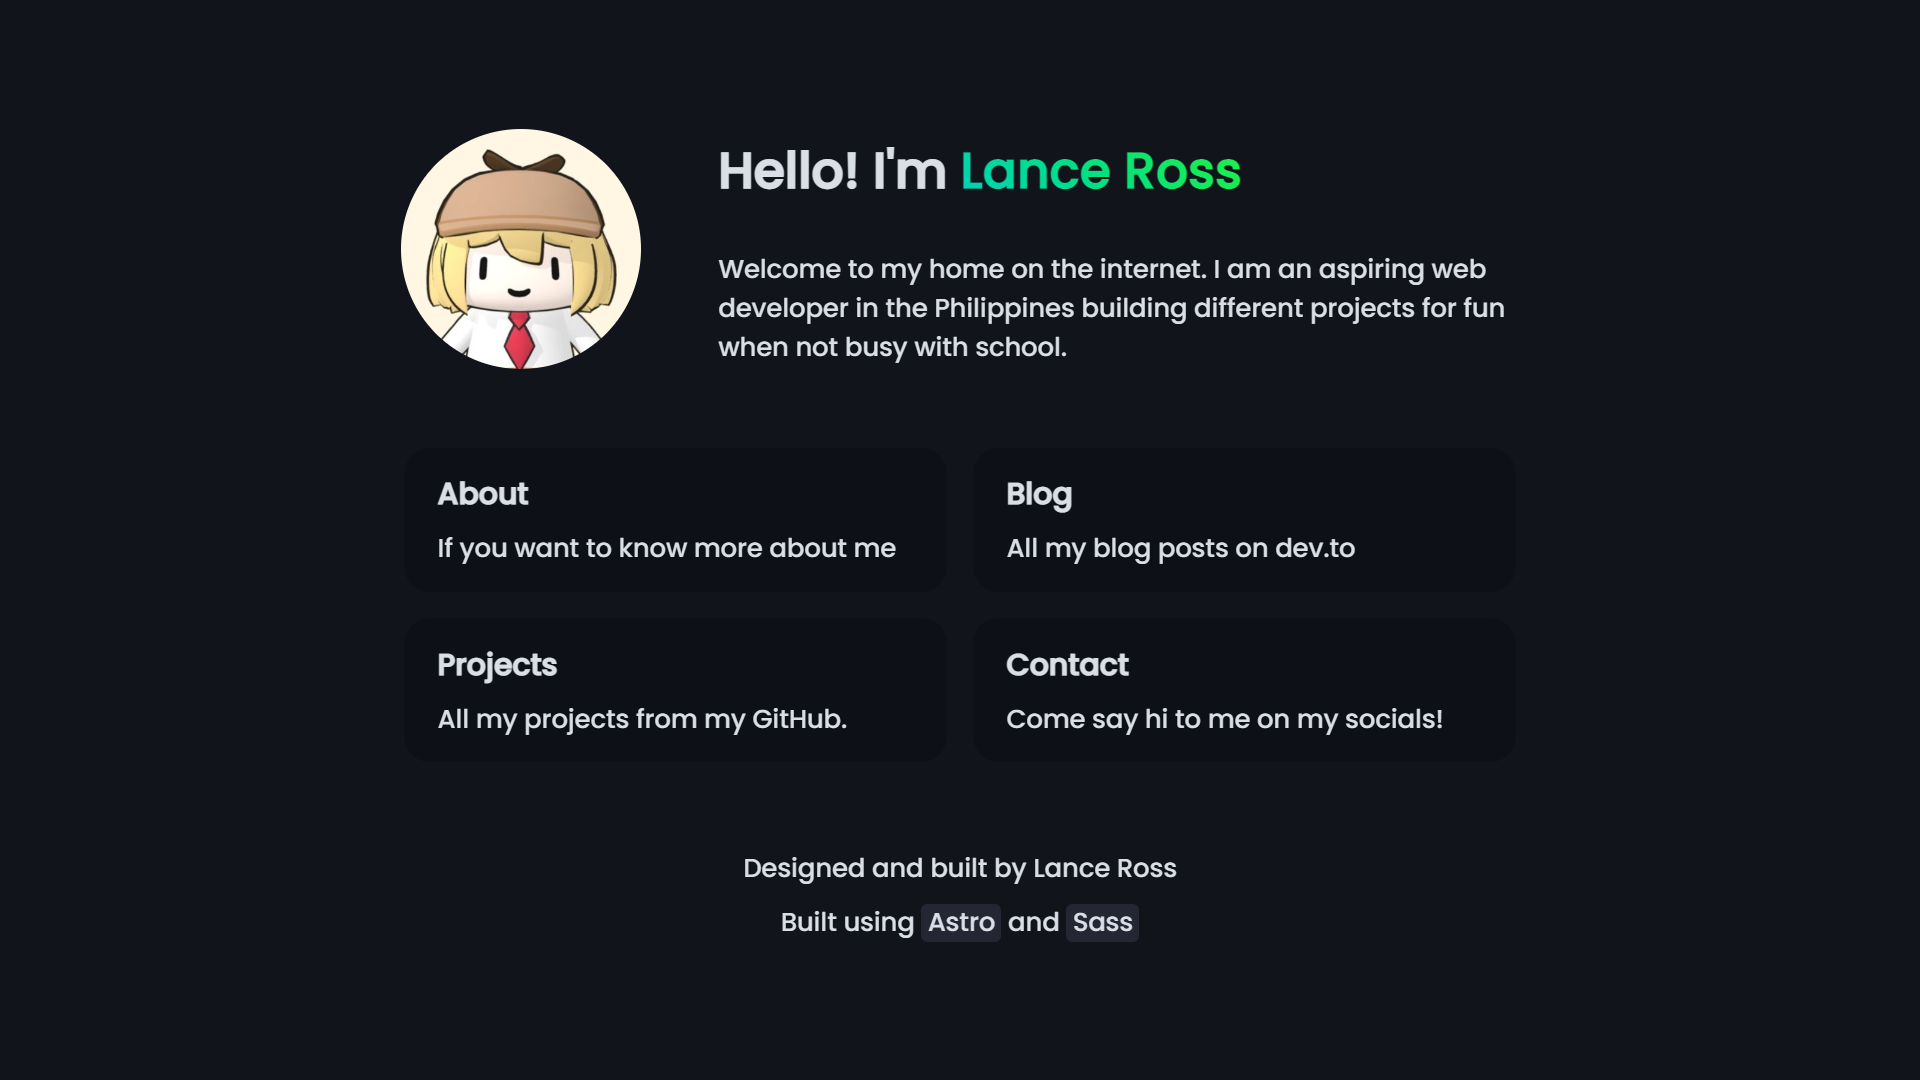 Hello! I'm Lance Ross
Welcome to my home on the internet. I am an aspiring web
developer in the Philippines building different projects for fun
when not busy with school.
About
If you want to know more about me
Blog
All my blog posts on dev.to
Projects
All my projects from my GitHub.
Contact
Come say hi to me on my socials!
Designed and built by Lance Ross
Built using Astro and Sass